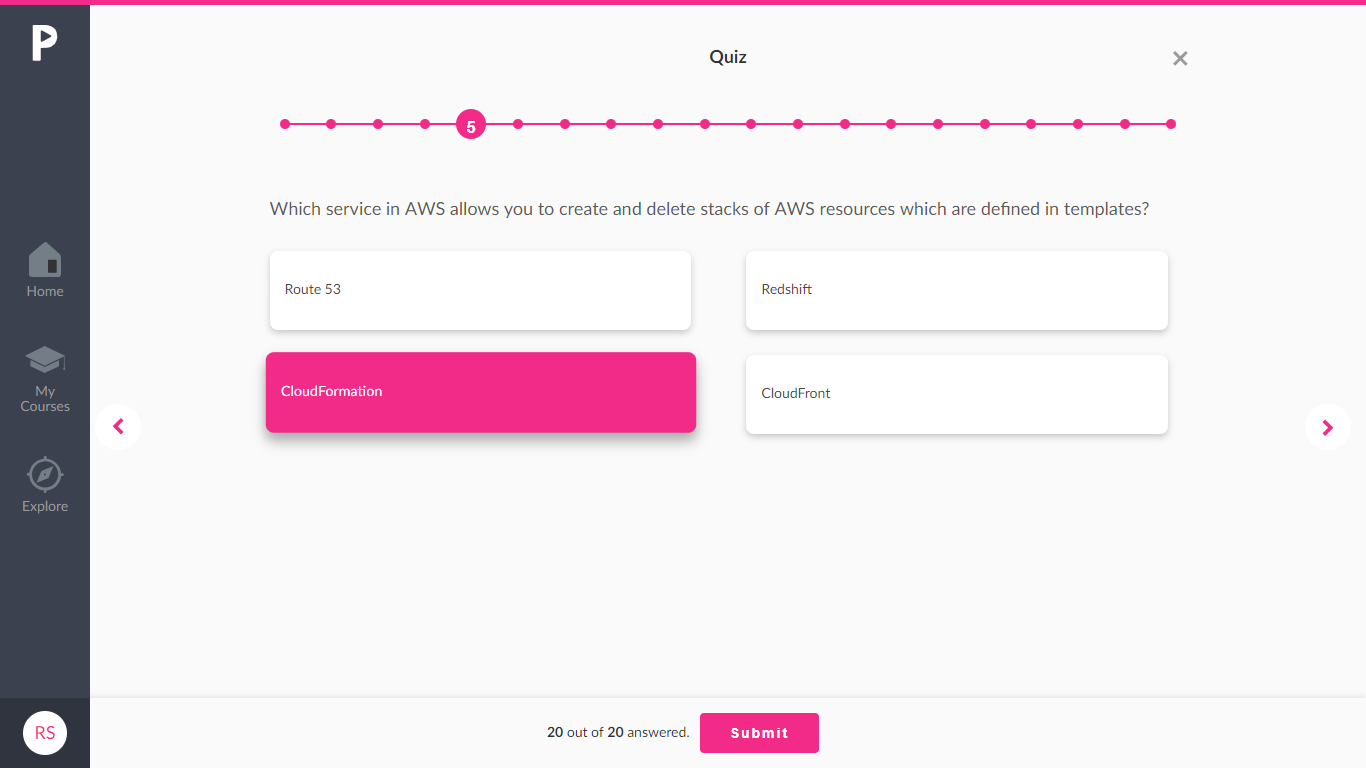 Quiz
5
Which service in AWS allows you to create and delete stacks of AWS resources which are defined in templates?
Route 53
Redshift
CloudFormation
CloudFront
Home
My
Courses
Explore
RS
20 out of 20 answered.
Submit